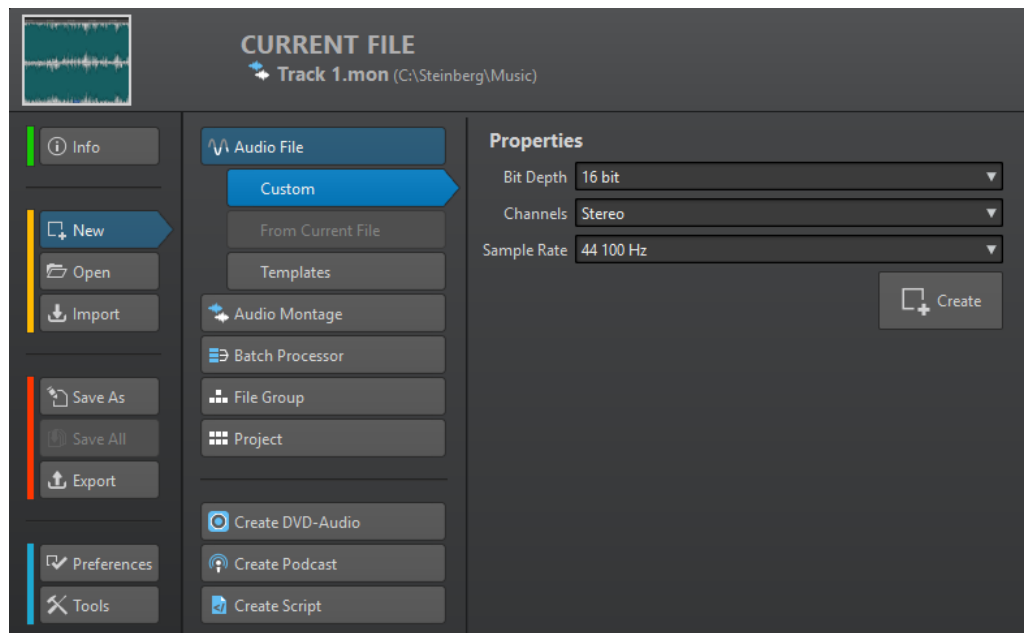 CURRENT FILE
Track 1.mon (C:\Steinberg\Music)
Info
New
Open
Import
Save As
Save All
Export
Preferences
Tools
Audio File
Custom
From Current File
Templates
Audio Montage
Batch Processor
File Group
Project
Create DVD-Audio
Create Podcast
Create Script
Properties
Bit Depth 16 bit
Channels Stereo
Sample Rate 44 100 Hz
Create